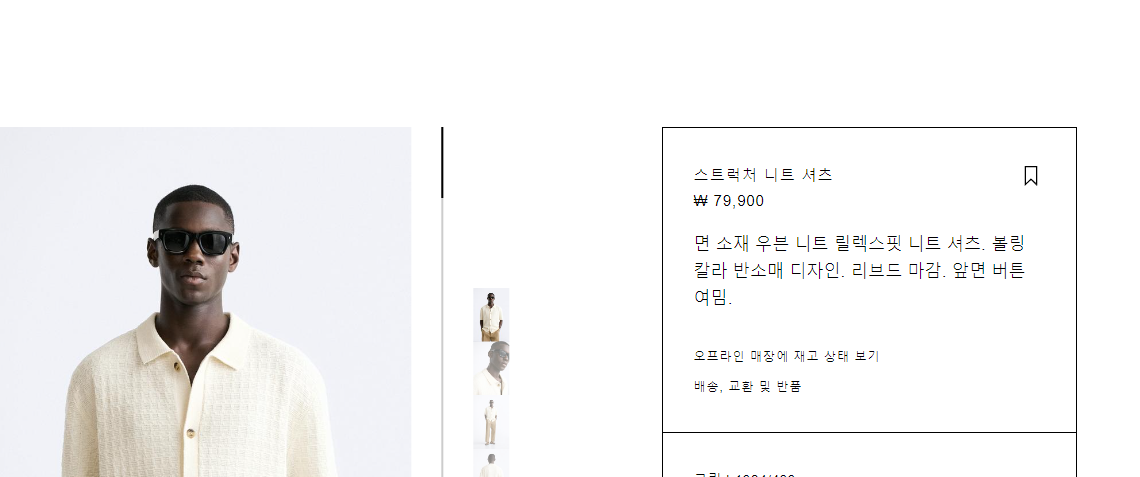 스트럭처 니트 셔츠
₩ 79,900
면 소재 우븐 니트 릴렉스핏 니트 셔츠. 볼링
칼라 반소매 디자인. 리브드 마감. 앞면 버튼
여밈.
오프라인 매장에 재고 상태 보기
배송, 교환 및 반품